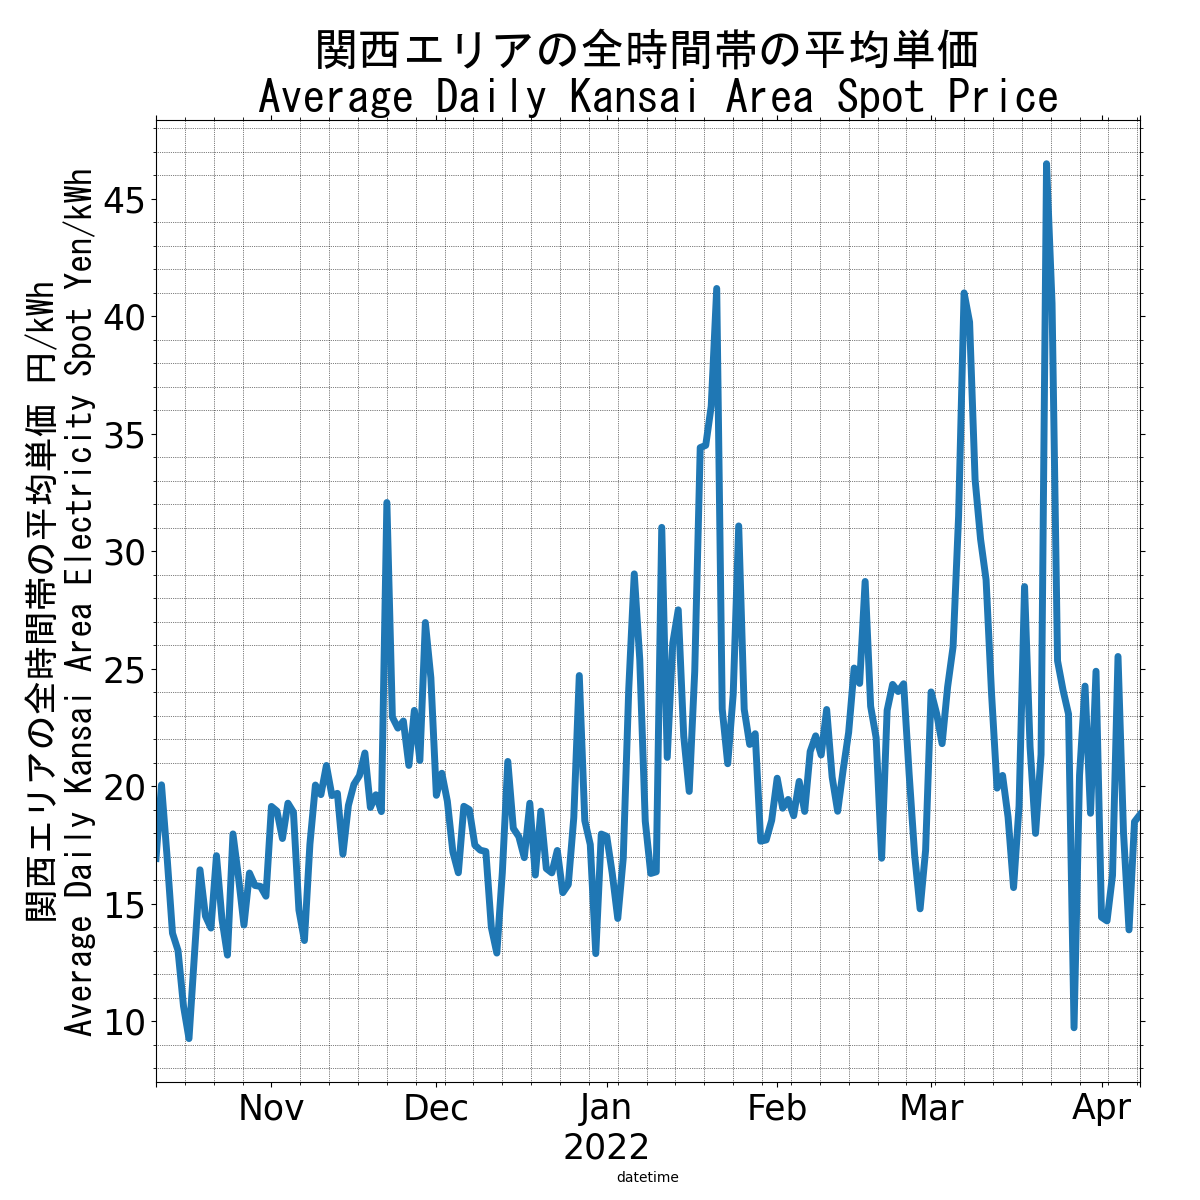 関西エリアの全時間帯の平均単価
Average Daily Kansai Area Spot Price
関西エリアの全時間帯の平均単価 円/kWh
Average Daily Kansai Area Electricity Spot Yen/kWh
45
40
35
30
25
20
15
10
Nov
Dec
Jan
2022
Feb
Mar
Apr
datetime